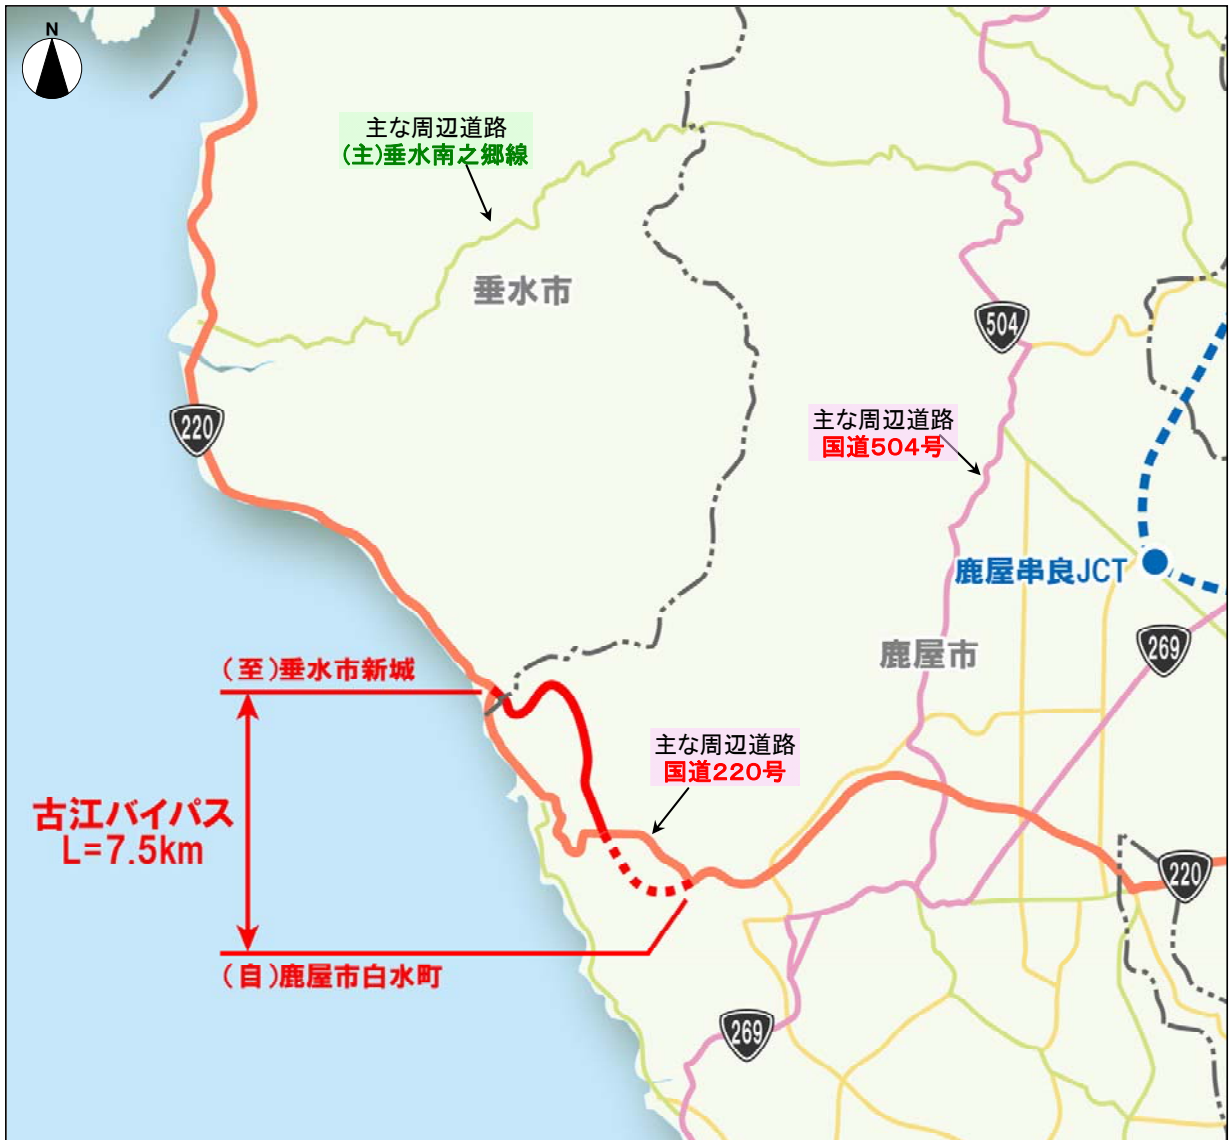 N
主な周辺道路
(主)垂水南之郷線
垂水市
504
220
主な周辺道路
国道504号
鹿屋串良JCT
鹿屋市
269
(至)垂水市新城
主な周辺道路
国道220号
古江バイパス
L=7.5km
220
(自)鹿屋市白水町
269